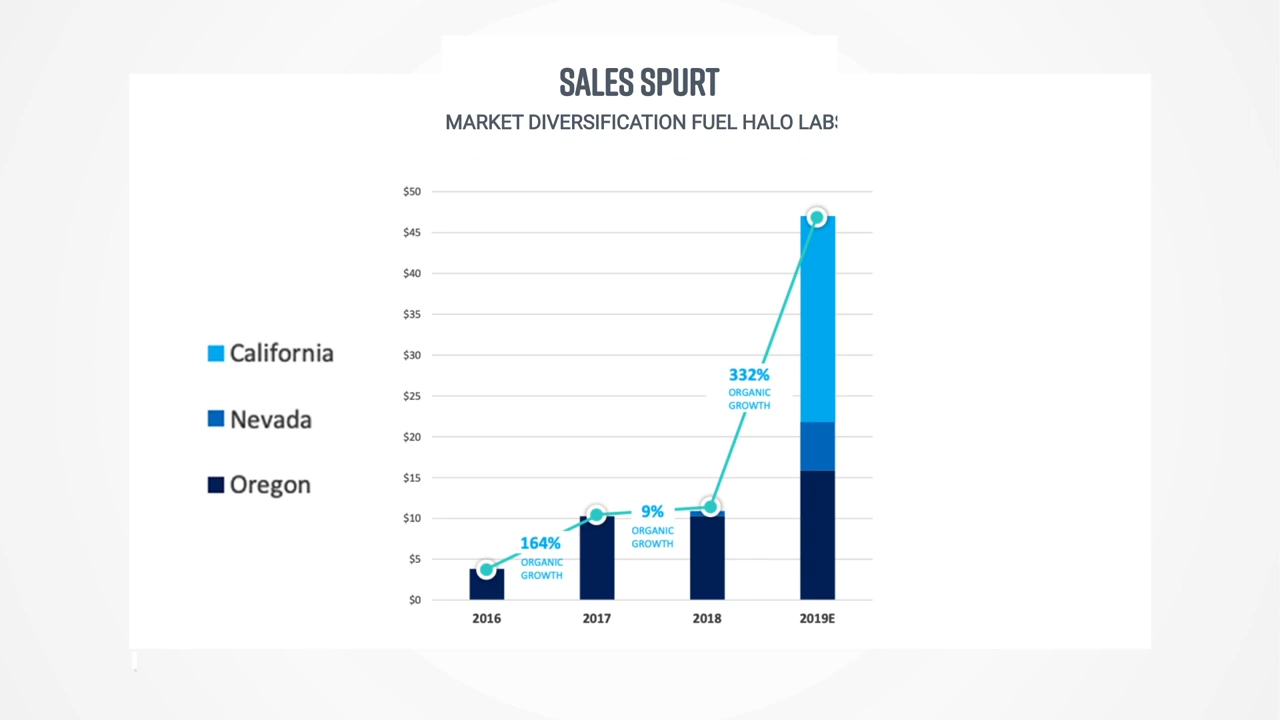 SALES SPURT
MARKET DIVERSIFICATION FUEL HALO LABS
$50
$45
$40
$35
$30
$25
$20
$15
$10
$5
$0
California
Nevada
Oregon
164%
ORGANIC
GROWTH
9%
ORGANIC
GROWTH
332%
ORGANIC
GROWTH
2016
2017
2018
2019E